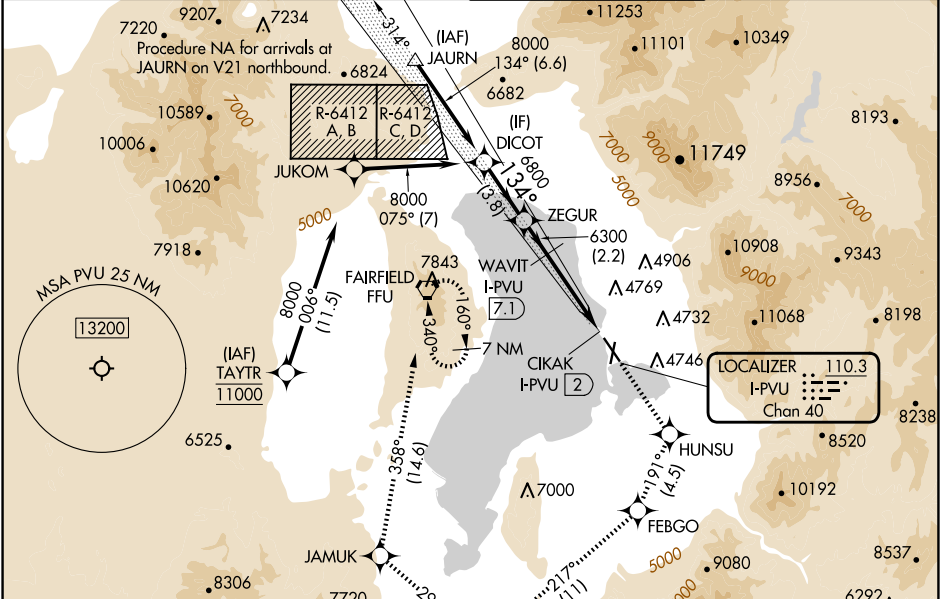 9207
7234
7220
Procedure NA for arrivals at
JAURN on V21 northbound.
6824
314°
(IAF)
JAURN
8000
134° (6.6)
6682
11253
11101
10349
10589
7000
10006
10620
R-6412
A, B
R-6412
C, D
(IF)
DICOT
JUKOM
8000
075° (7)
6800
134°
(3.8)
ZEGUR
6300
(2.2)
7000
9000
5000
11749
8193
8956
7000
5000
7918
MSA PVU 25 NM
13200
8000
006°
(11.5)
(IAF)
TAYTR
11000
6525
FAIRFIELD
FFU
7843
160°
340°
7 NM
WAVIT
I-PVU
7.1
4906
4769
4732
4746
CIKAK
I-PVU 2
10908
9000
9343
11068
8198
LOCALIZER 110.3
I-PVU
Chan 40
8238
8520
HUNSU
191°
(4.5)
FEBGO
358°
(14.6)
7000
10192
JAMUK
217°
(11)
5000
9080
8537
8306